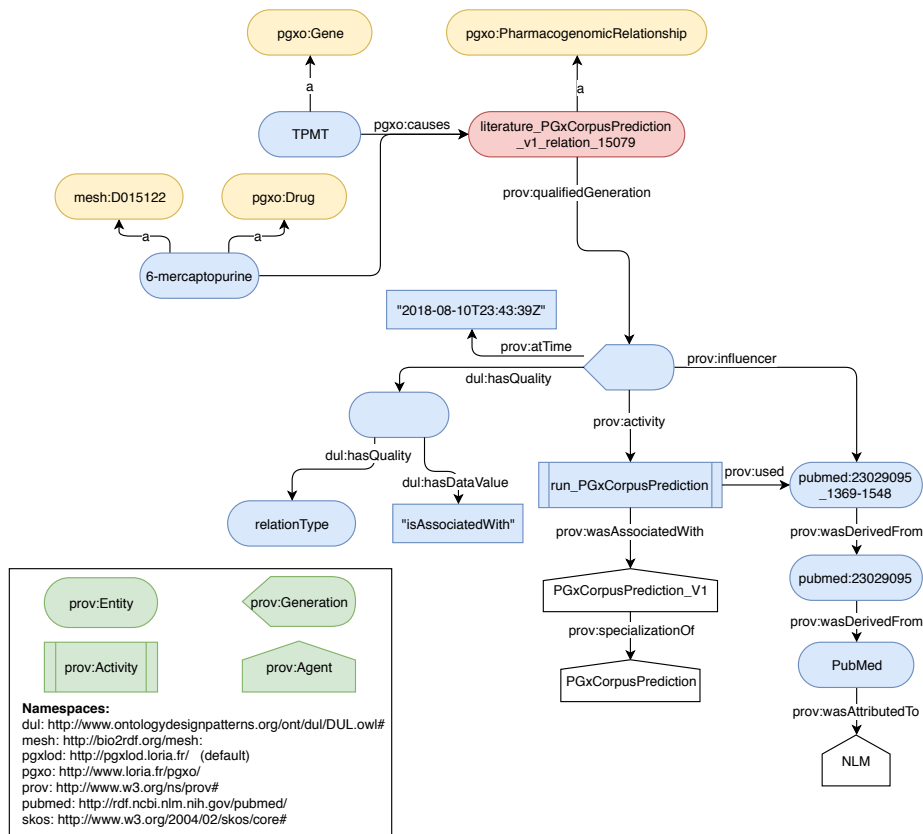 pgxo:Gene
pgxo:PharmacogenomicRelationship
a
a
TPMT
pgxo:causes
literature_PGxCorpusPrediction
_v1_relation_15079
mesh:D015122
pgxo:Drug
prov:qualifiedGeneration
a
a
6-mercaptopurine
"2018-08-10T23:43:39Z"
prov:atTime
prov:influencer
dul:hasQuality
prov:activity
dul:hasQuality
dul:hasDataValue
run_PGxCorpusPrediction
prov:used
pubmed:23029095
_1369-1548
relationType
"isAssociatedWith"
prov:wasAssociatedWith
prov:wasDerivedFrom
PGxCorpusPrediction_V1
pubmed:23029095
prov:specializationOf
prov:wasDerivedFrom
PGxCorpusPrediction
PubMed
prov:wasAttributedTo
NLM
prov:Entity
prov:Generation
prov:Activity
prov:Agent
Namespaces:
dul: http://www.ontologydesignpatterns.org/ont/dul/DUL.owl#
mesh: http://bio2rdf.org/mesh:
pgxlod: http://pgxlod.loria.fr/ (default)
pgxo: http://www.loria.fr/pgxo/
prov: http://www.w3.org/ns/prov#
pubmed: http://rdf.ncbi.nlm.nih.gov/pubmed/
skos: http://www.w3.org/2004/02/skos/core#